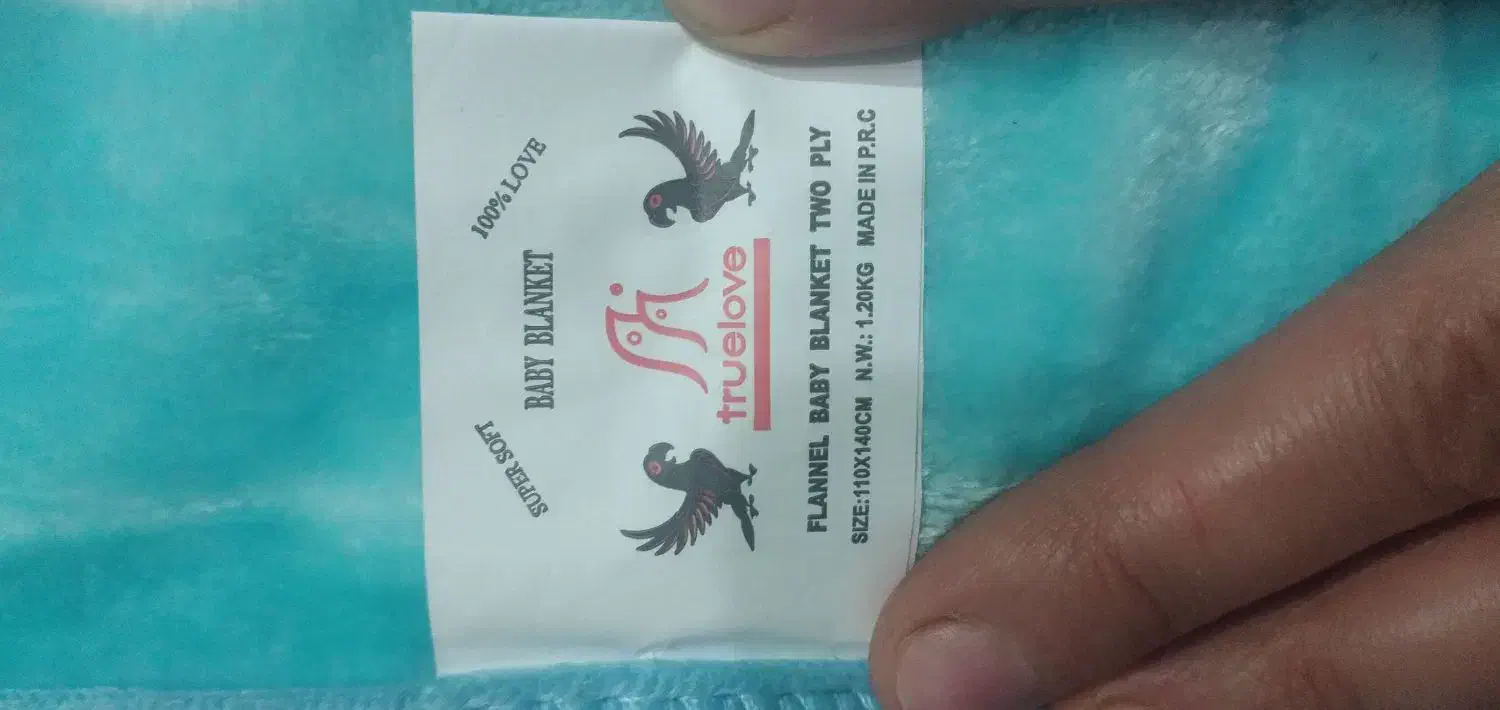 SUPER SOFT
100% LOVE
BABY BLANKET
truelove
FLANNEL BABY BLANKET TWO PLY
SIZE:110X140CM N.W.: 1.20KG MADE IN P.R.C